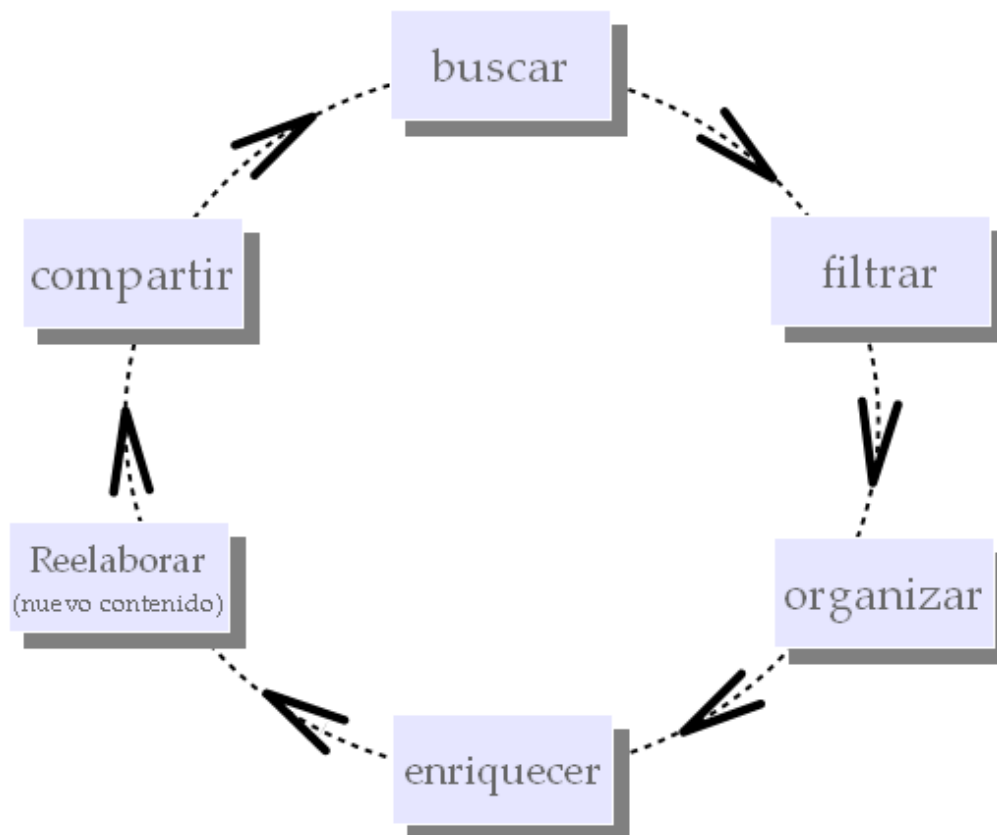 buscar
filtrar
organizar
enriquecer
Reelaborar
(nuevo contenido)
compartir